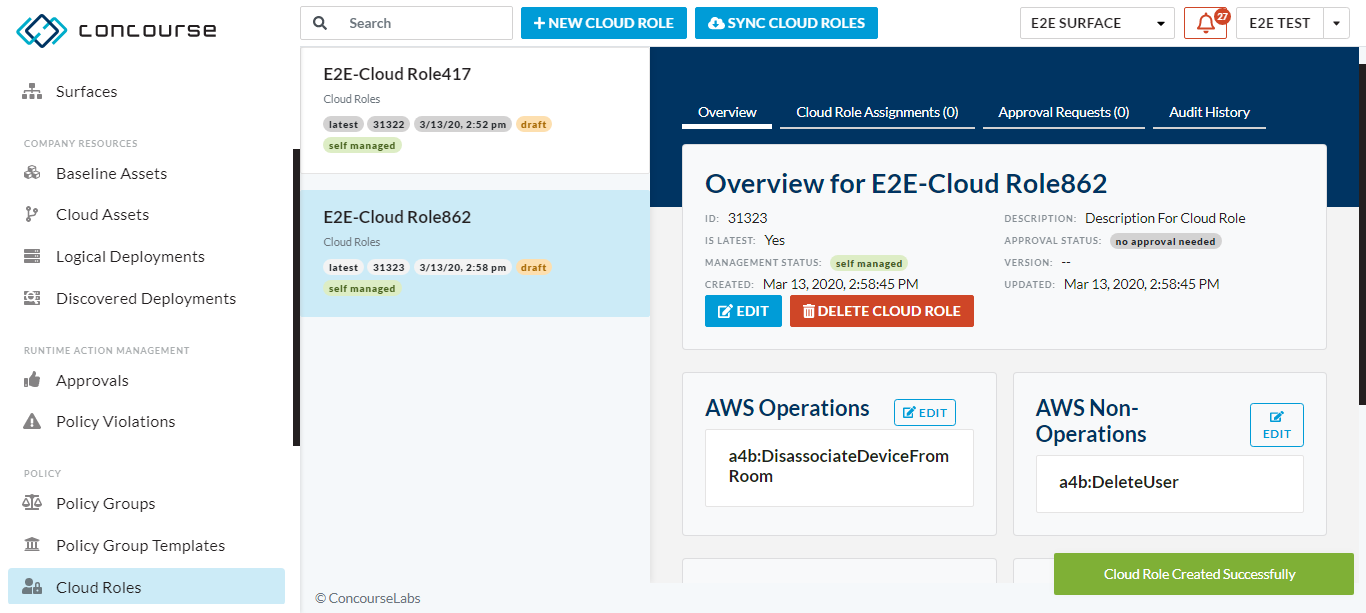 concourse
Search
NEW CLOUD ROLE
SYNC CLOUD ROLES
E2E SURFACE
27
E2E TEST
Surfaces
COMPANY RESOURCES
Baseline Assets
Cloud Assets
Logical Deployments
Discovered Deployments
RUNTIME ACTION MANAGEMENT
Approvals
Policy Violations
POLICY
Policy Groups
Policy Group Templates
Cloud Roles
E2E-Cloud Role417
Cloud Roles
latest 31322 3/13/20, 2:52 pm draft
self managed
E2E-Cloud Role862
Cloud Roles
latest 31323 3/13/20, 2:58 pm draft
self managed
© ConcourseLabs
Overview Cloud Role Assignments (0) Approval Requests (0) Audit History
Overview for E2E-Cloud Role862
ID: 31323
DESCRIPTION: Description For Cloud Role
IS LATEST: Yes
APPROVAL STATUS: no approval needed
MANAGEMENT STATUS: self managed
VERSION: --
CREATED: Mar 13, 2020, 2:58:45 PM
UPDATED: Mar 13, 2020, 2:58:45 PM
EDIT
DELETE CLOUD ROLE
AWS Operations
EDIT
a4b:DisassociateDeviceFrom
Room
AWS Non-
Operations
EDIT
a4b:DeleteUser
Cloud Role Created Successfully